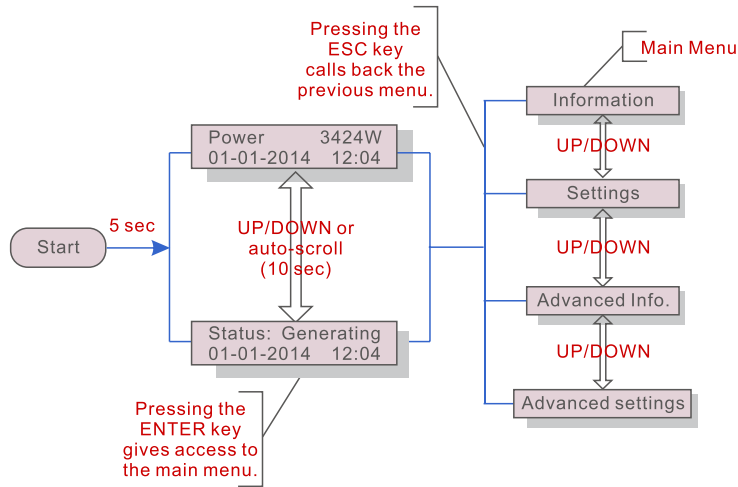 Pressing the
ESC key
calls back the
previous menu.
Main Menu
Information
UP/DOWN
Settings
UP/DOWN
Advanced Info.
UP/DOWN
Advanced settings
Power 3424W
01-01-2014 12:04
5 sec
Start
UP/DOWN or
auto-scroll
(10 sec)
Status: Generating
01-01-2014 12:04
Pressing the
ENTER key
gives access to
the main menu.